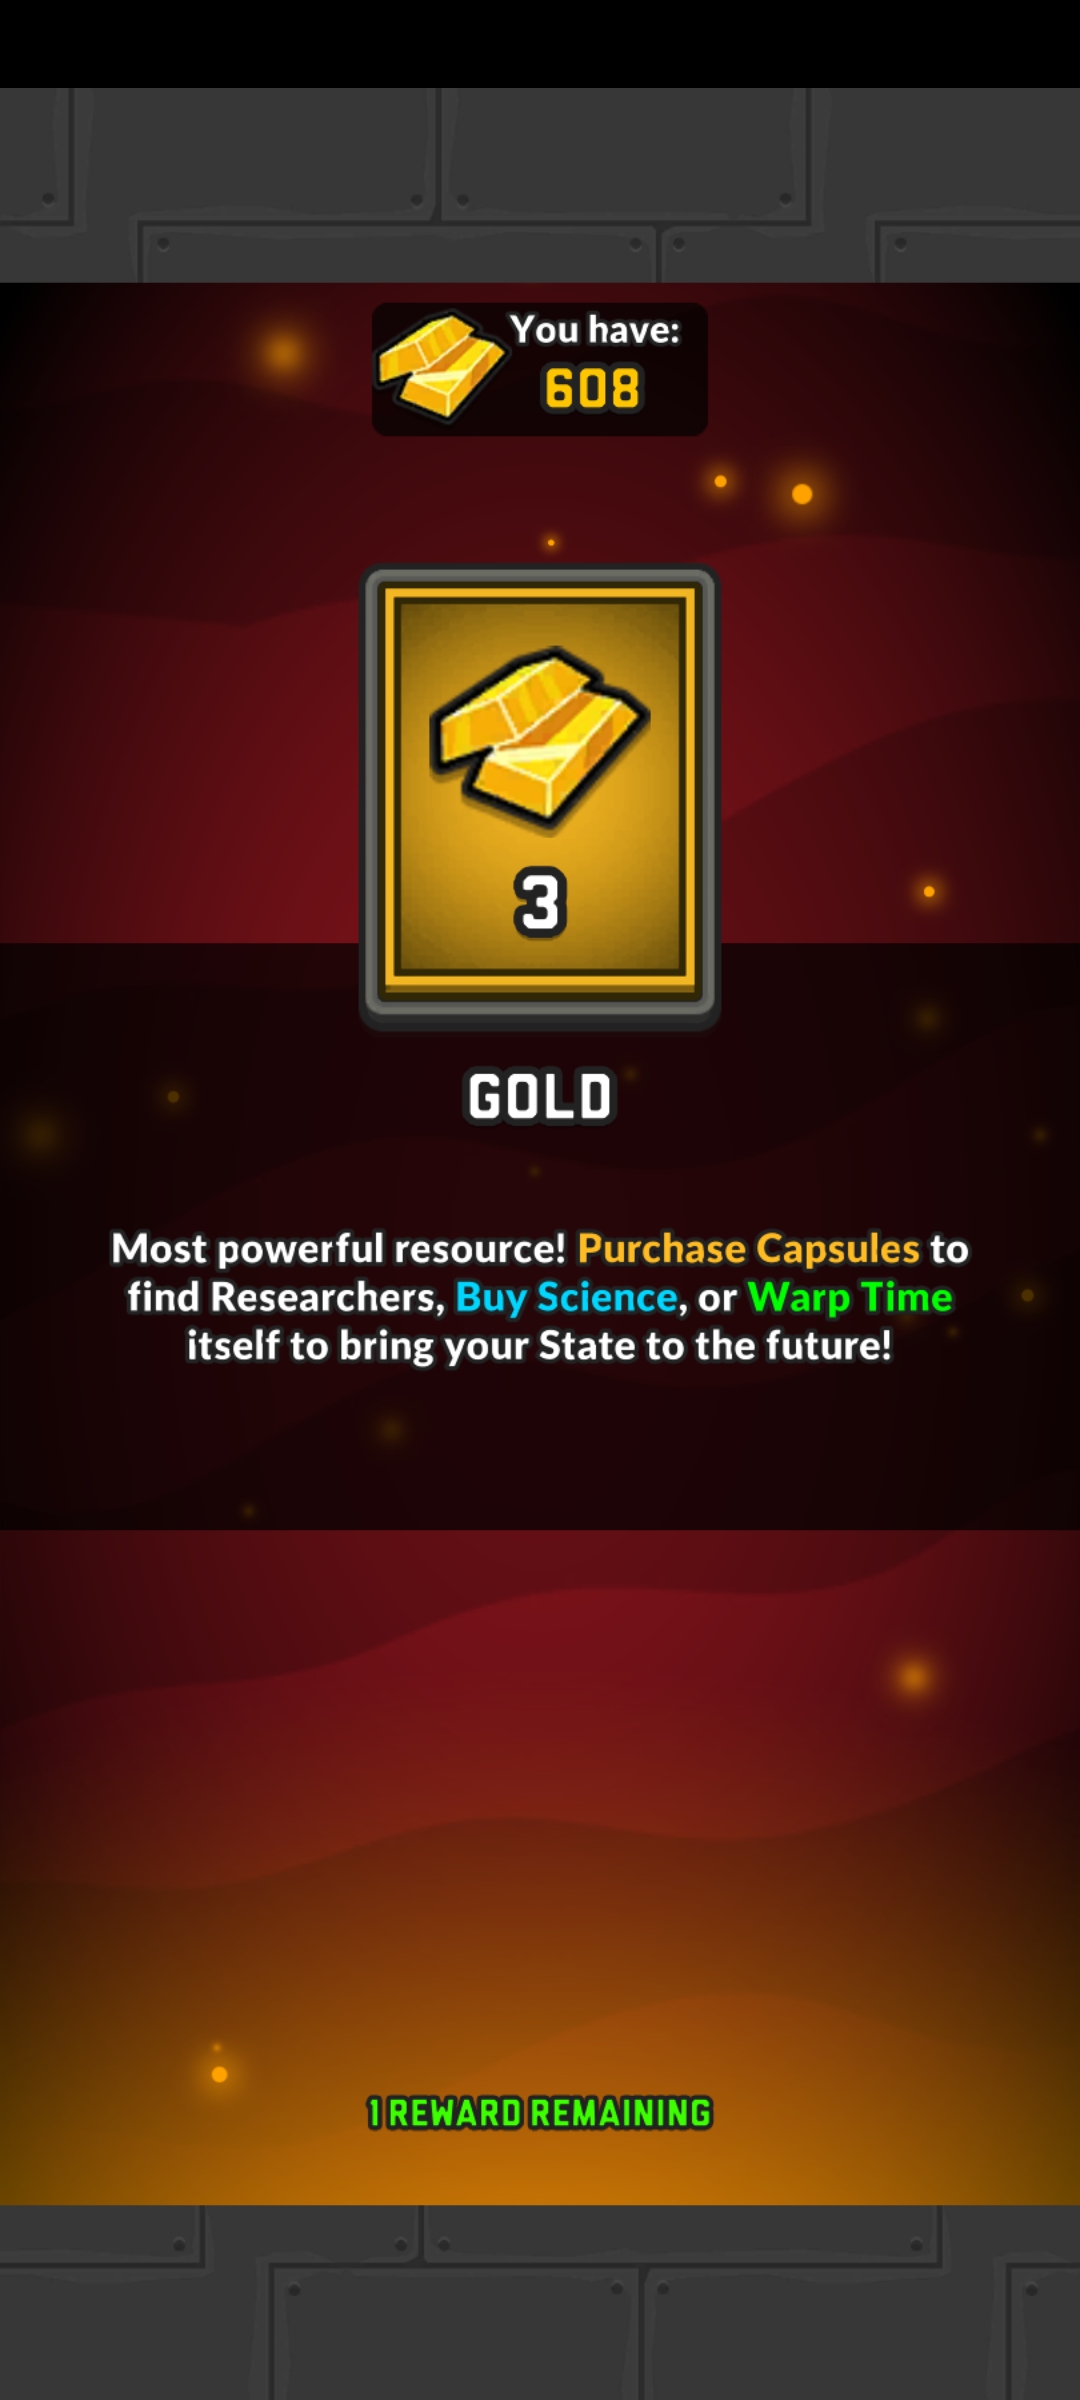 You have:
608
3
GOLD
Most powerful resource! Purchase Capsules to
find Researchers, Buy Science, or Warp Time
itself to bring your State to the future!
1 REWARD REMAINING